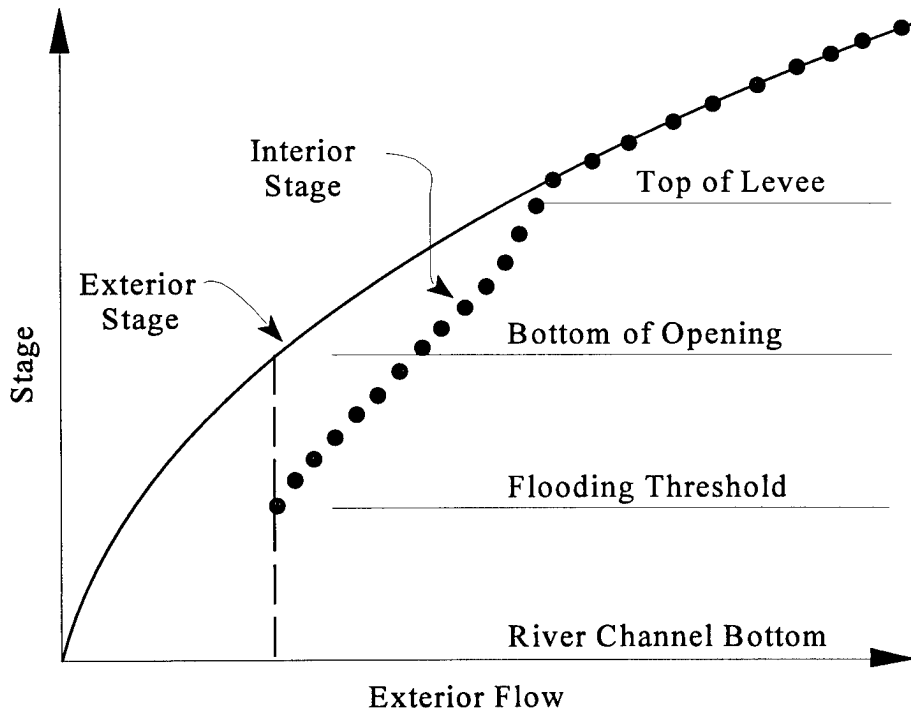 Interior
Stage
Top of Levee
Exterior
Stage
Bottom of Opening
Stage
Flooding Threshold
River Channel Bottom
Exterior Flow